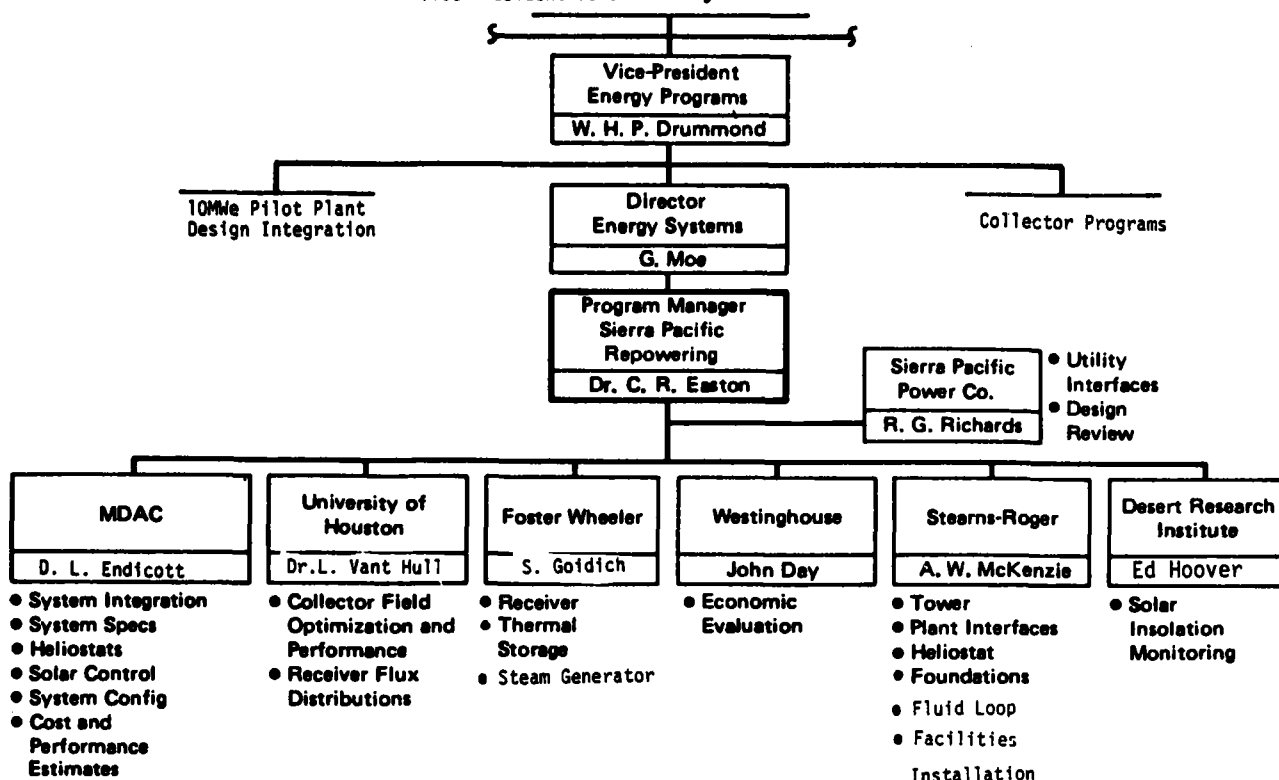 Vice-President
Energy Programs
W. H. P. Drummond
10MWe Pilot Plant
Design Integration
Director
Energy Systems
G. Moe
Collector Programs
Program Manager
Sierra Pacific
Repowering
Dr. C. R. Easton
Sierra Pacific
Power Co.
R. G. Richards
● Utility
Interfaces
● Design
Review
MDAC
D. L. Endicott
● System Integration
● System Specs
● Heliostats
● Solar Control
● System Config
● Cost and
Performance
Estimates
University of
Houston
Dr.L. Vant Hull
● Collector Field
Optimization and
Performance
● Receiver Flux
Distributions
Foster Wheeler
S. Goidich
● Receiver
● Thermal
Storage
● Steam Generator
Westinghouse
John Day
● Economic
Evaluation
Stearns-Roger
A. W. McKenzie
● Tower
● Plant Interfaces
● Heliostat
● Foundations
● Fluid Loop
● Facilities
Installation
Desert Research
Institute
Ed Hoover
● Solar
Insolation
Monitoring